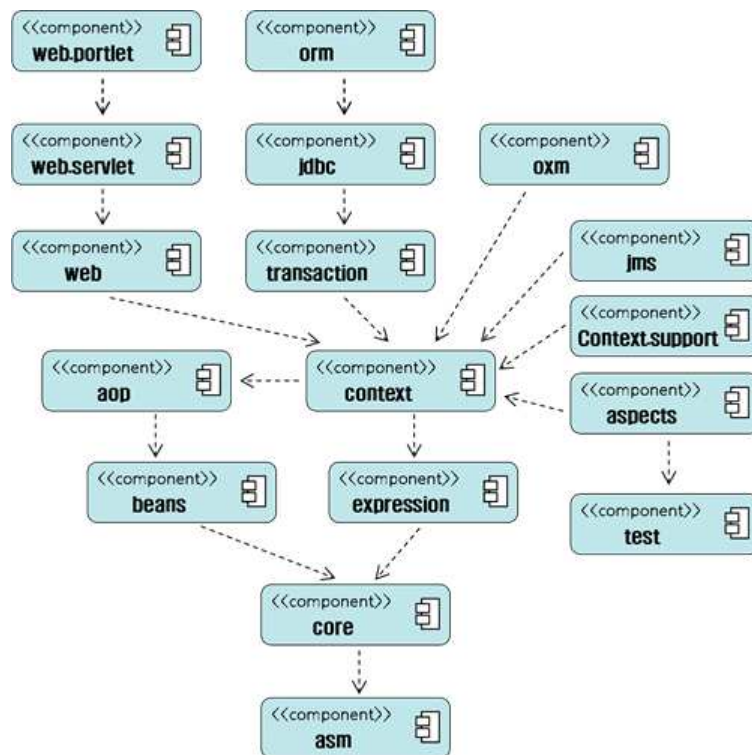 <<component>>
web.portlet
<<component>>
orm
<<component>>
web.servlet
<<component>>
jdbc
<<component>>
oxm
<<component>>
web
<<component>>
transaction
<<component>>
jms
<<component>>
Context.support
<<component>>
aop
<<component>>
context
<<component>>
aspects
<<component>>
beans
<<component>>
expression
<<component>>
test
<<component>>
core
<<component>>
asm